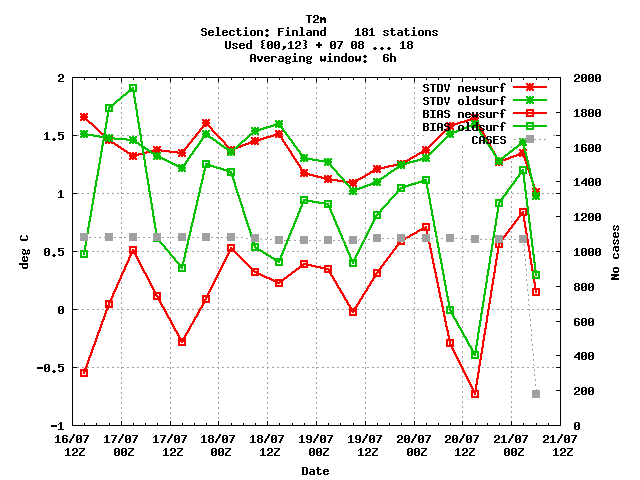 T2m
Selection: Finland    181 stations
Used {00,12} + 07 08 ... 18
Averaging window:  6h
STDV newsurf
STDV oldsurf
BIAS newsurf
BIAS oldsurf
CASES
2
1.5
1
0.5
0
-0.5
-1
deg C
2000
1800
1600
1400
1200
1000
800
600
400
200
0
No cases
16/07 17/07 17/07 18/07 18/07 19/07 19/07 20/07 20/07 21/07 21/07
12Z 00Z 12Z 00Z 12Z 00Z 12Z 00Z 12Z 00Z 12Z
Date